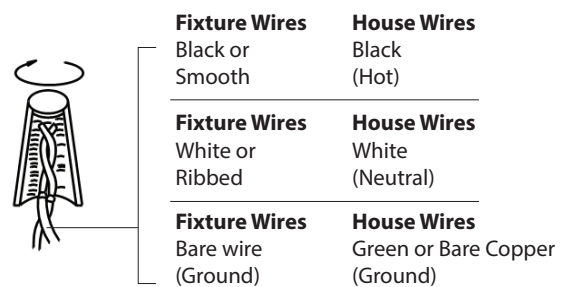 Fixture Wires House Wires
Black or Black
Smooth (Hot)
Fixture Wires House Wires
White or White
Ribbed (Neutral)
Fixture Wires House Wires
Bare wire Green or Bare Copper
(Ground) (Ground)